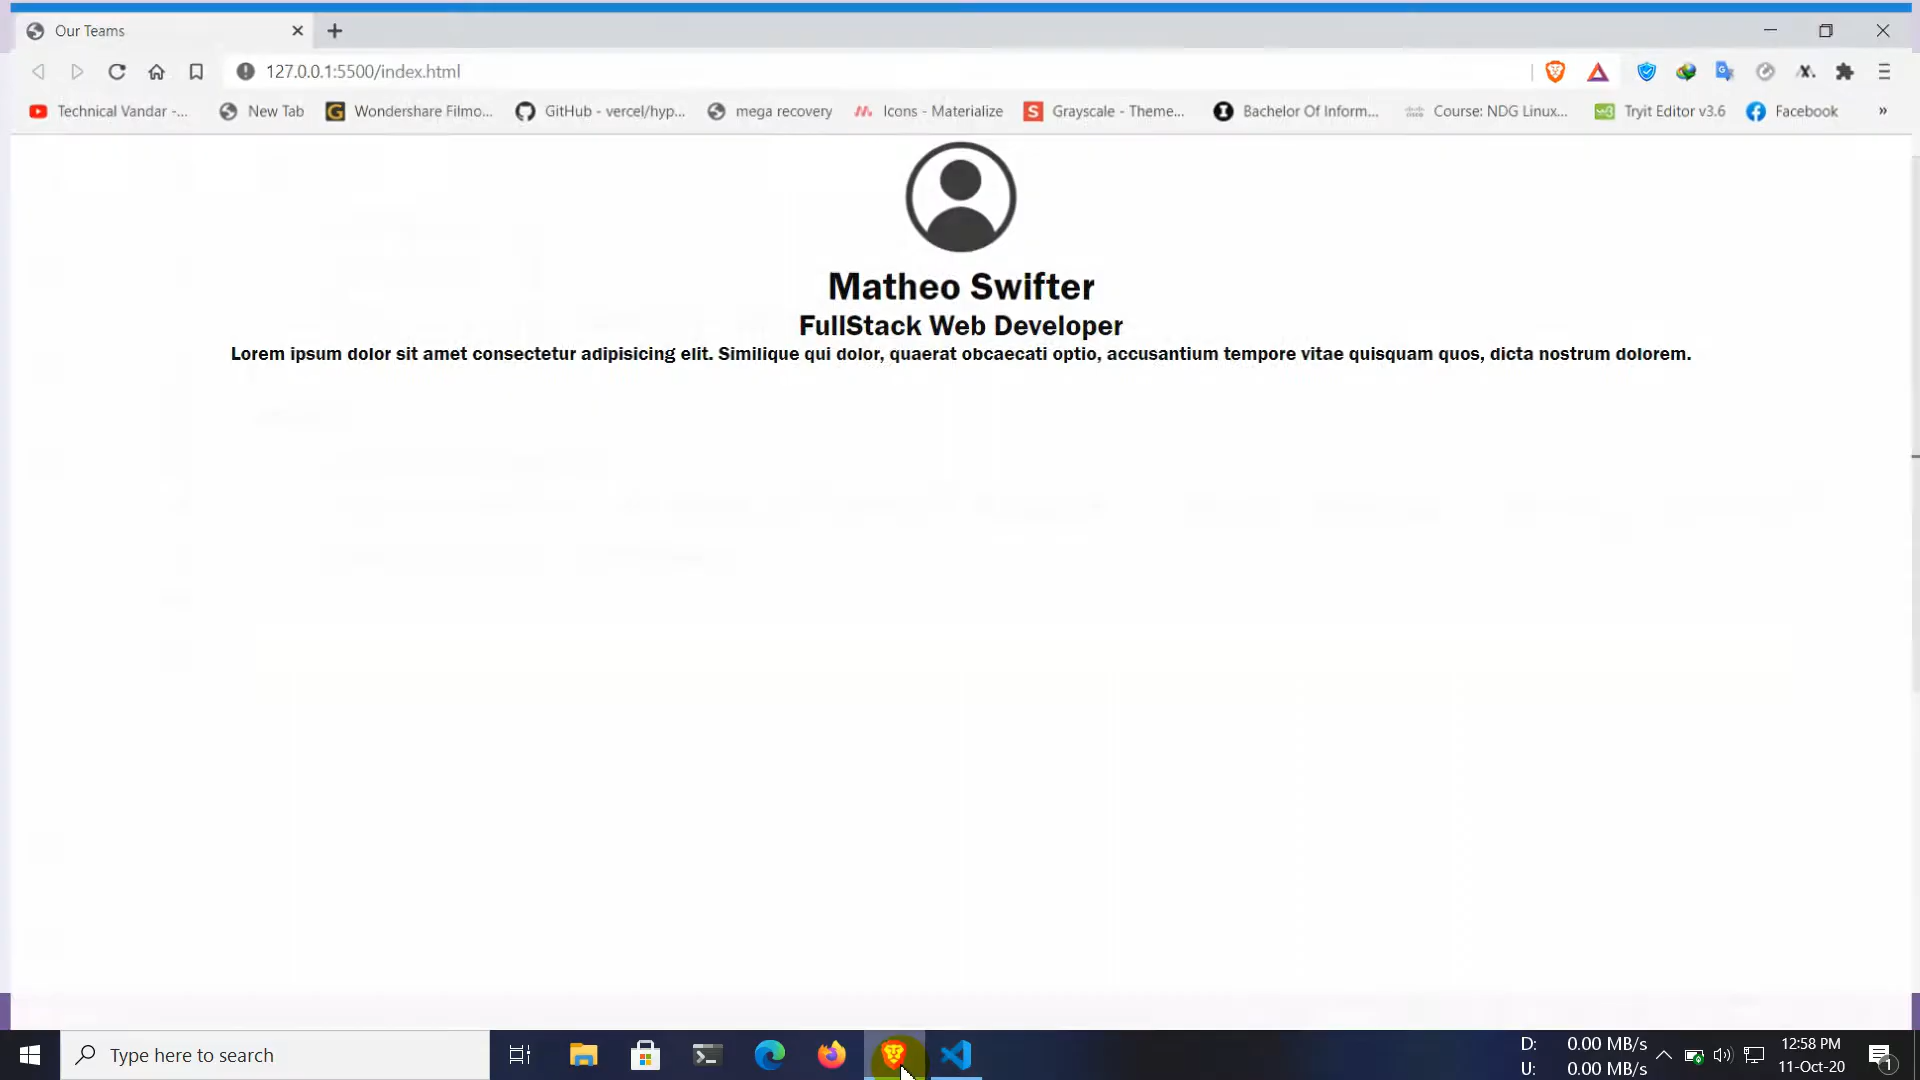 Our Teams
127.0.0.1:5500/index.html
Technical Vandar -...
New Tab
Wondershare Filmo...
GitHub - vercel/hyp...
mega recovery
Icons - Materialize
S
Grayscale - Theme...
Bachelor Of Inform...
Course: NDG Linux...
Tryit Editor v3.6
Facebook
»
Matheo Swifter
FullStack Web Developer
Lorem ipsum dolor sit amet consectetur adipisicing elit. Similique qui dolor, quaerat obcaecati optio, accusantium tempore vitae quisquam quos, dicta nostrum dolorem.
Type here to search
D: 0.00 MB/s
U: 0.00 MB/s
12:58 PM
11-Oct-20
1